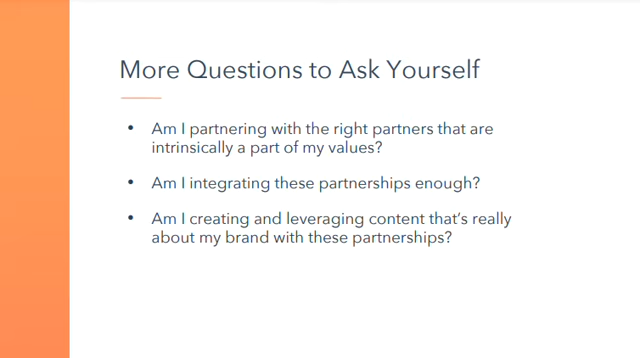 More Questions to Ask Yourself
• Am I partnering with the right partners that are
intrinsically a part of my values?
• Am I integrating these partnerships enough?
• Am I creating and leveraging content that's really
about my brand with these partnerships?